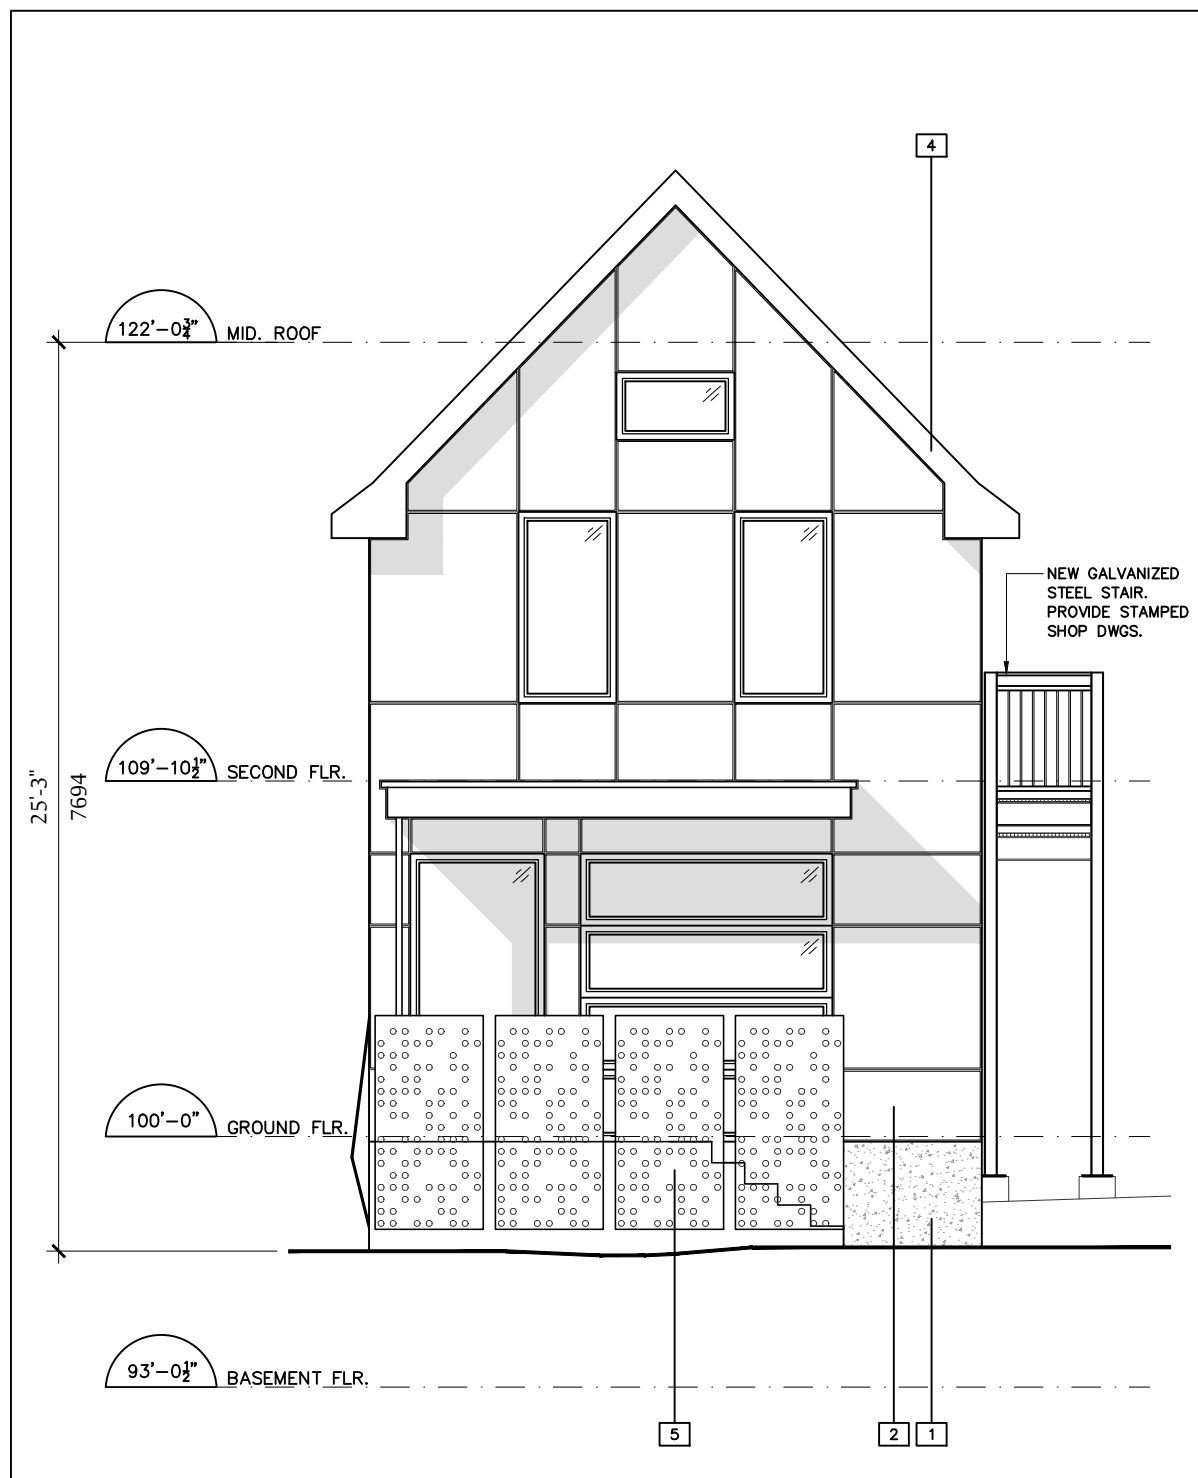 4
122'-0¾" MID. ROOF
NEW GALVANIZED
STEEL STAIR.
PROVIDE STAMPED
SHOP DWGS.
109'-10½" SECOND FLR.
25'-3"
7694
100'-0" GROUND FLR.
93'-0½" BASEMENT FLR.
5
2
1